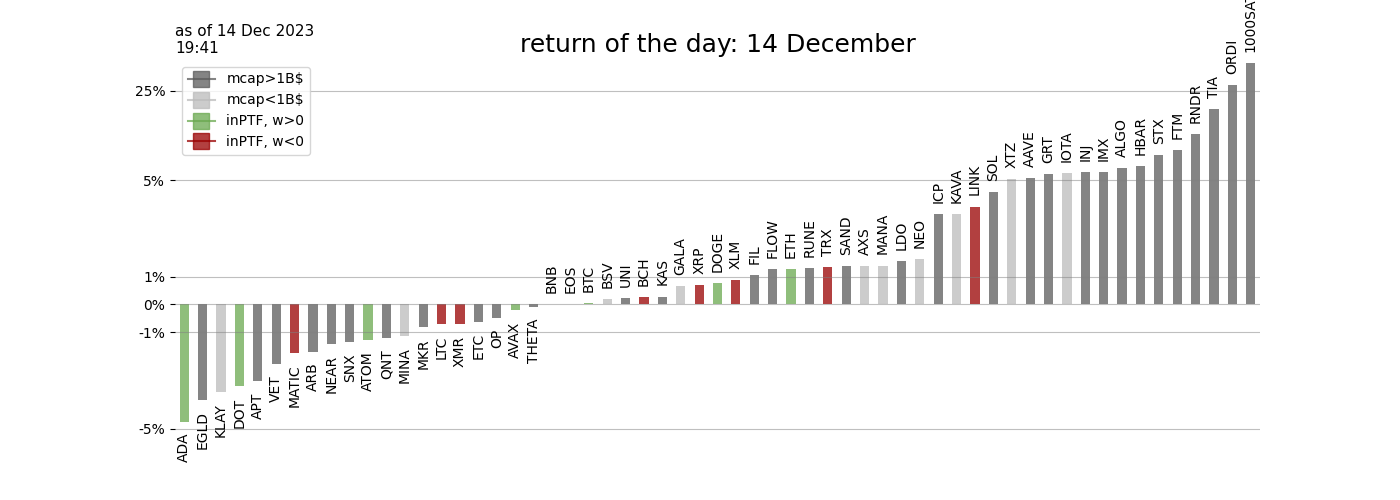 as of 14 Dec 2023
19:41
return of the day: 14 December
mcap>1B$
mcap<1B$
inPTF, w>0
inPTF, w<0
25%
5%
1%
0%
-1%
-5%
ADA
EGLD
KLAY
DOT
APT
VET
MATIC
ARB
NEAR
SNX
ATOM
QNT
MINA
MKR
LTC
XMR
ETC
OP
AVAX
THETA
BNB
EOS
BTC
BSV
UNI
BCH
KAS
GALA
XRP
DOGE
XLM
FIL
FLOW
ETH
RUNE
TRX
SAND
AXS
MANA
LDO
NEO
ICP
KAVA
LINK
SOL
XTZ
AAVE
GRT
IOTA
INJ
IMX
ALGO
HBAR
STX
FTM
RNDR
TIA
ORDI